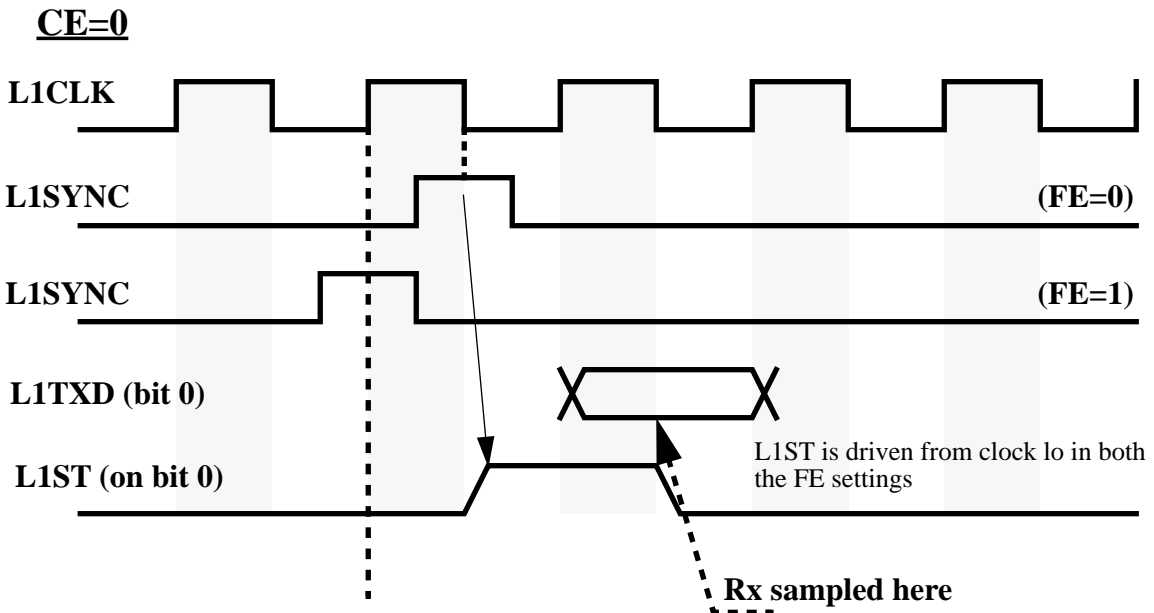 CE=0
L1CLK
L1SYNC
(FE=0)
L1SYNC
(FE=1)
L1TXD (bit 0)
L1ST (on bit 0)
L1ST is driven from clock lo in both
the FE settings
Rx sampled here